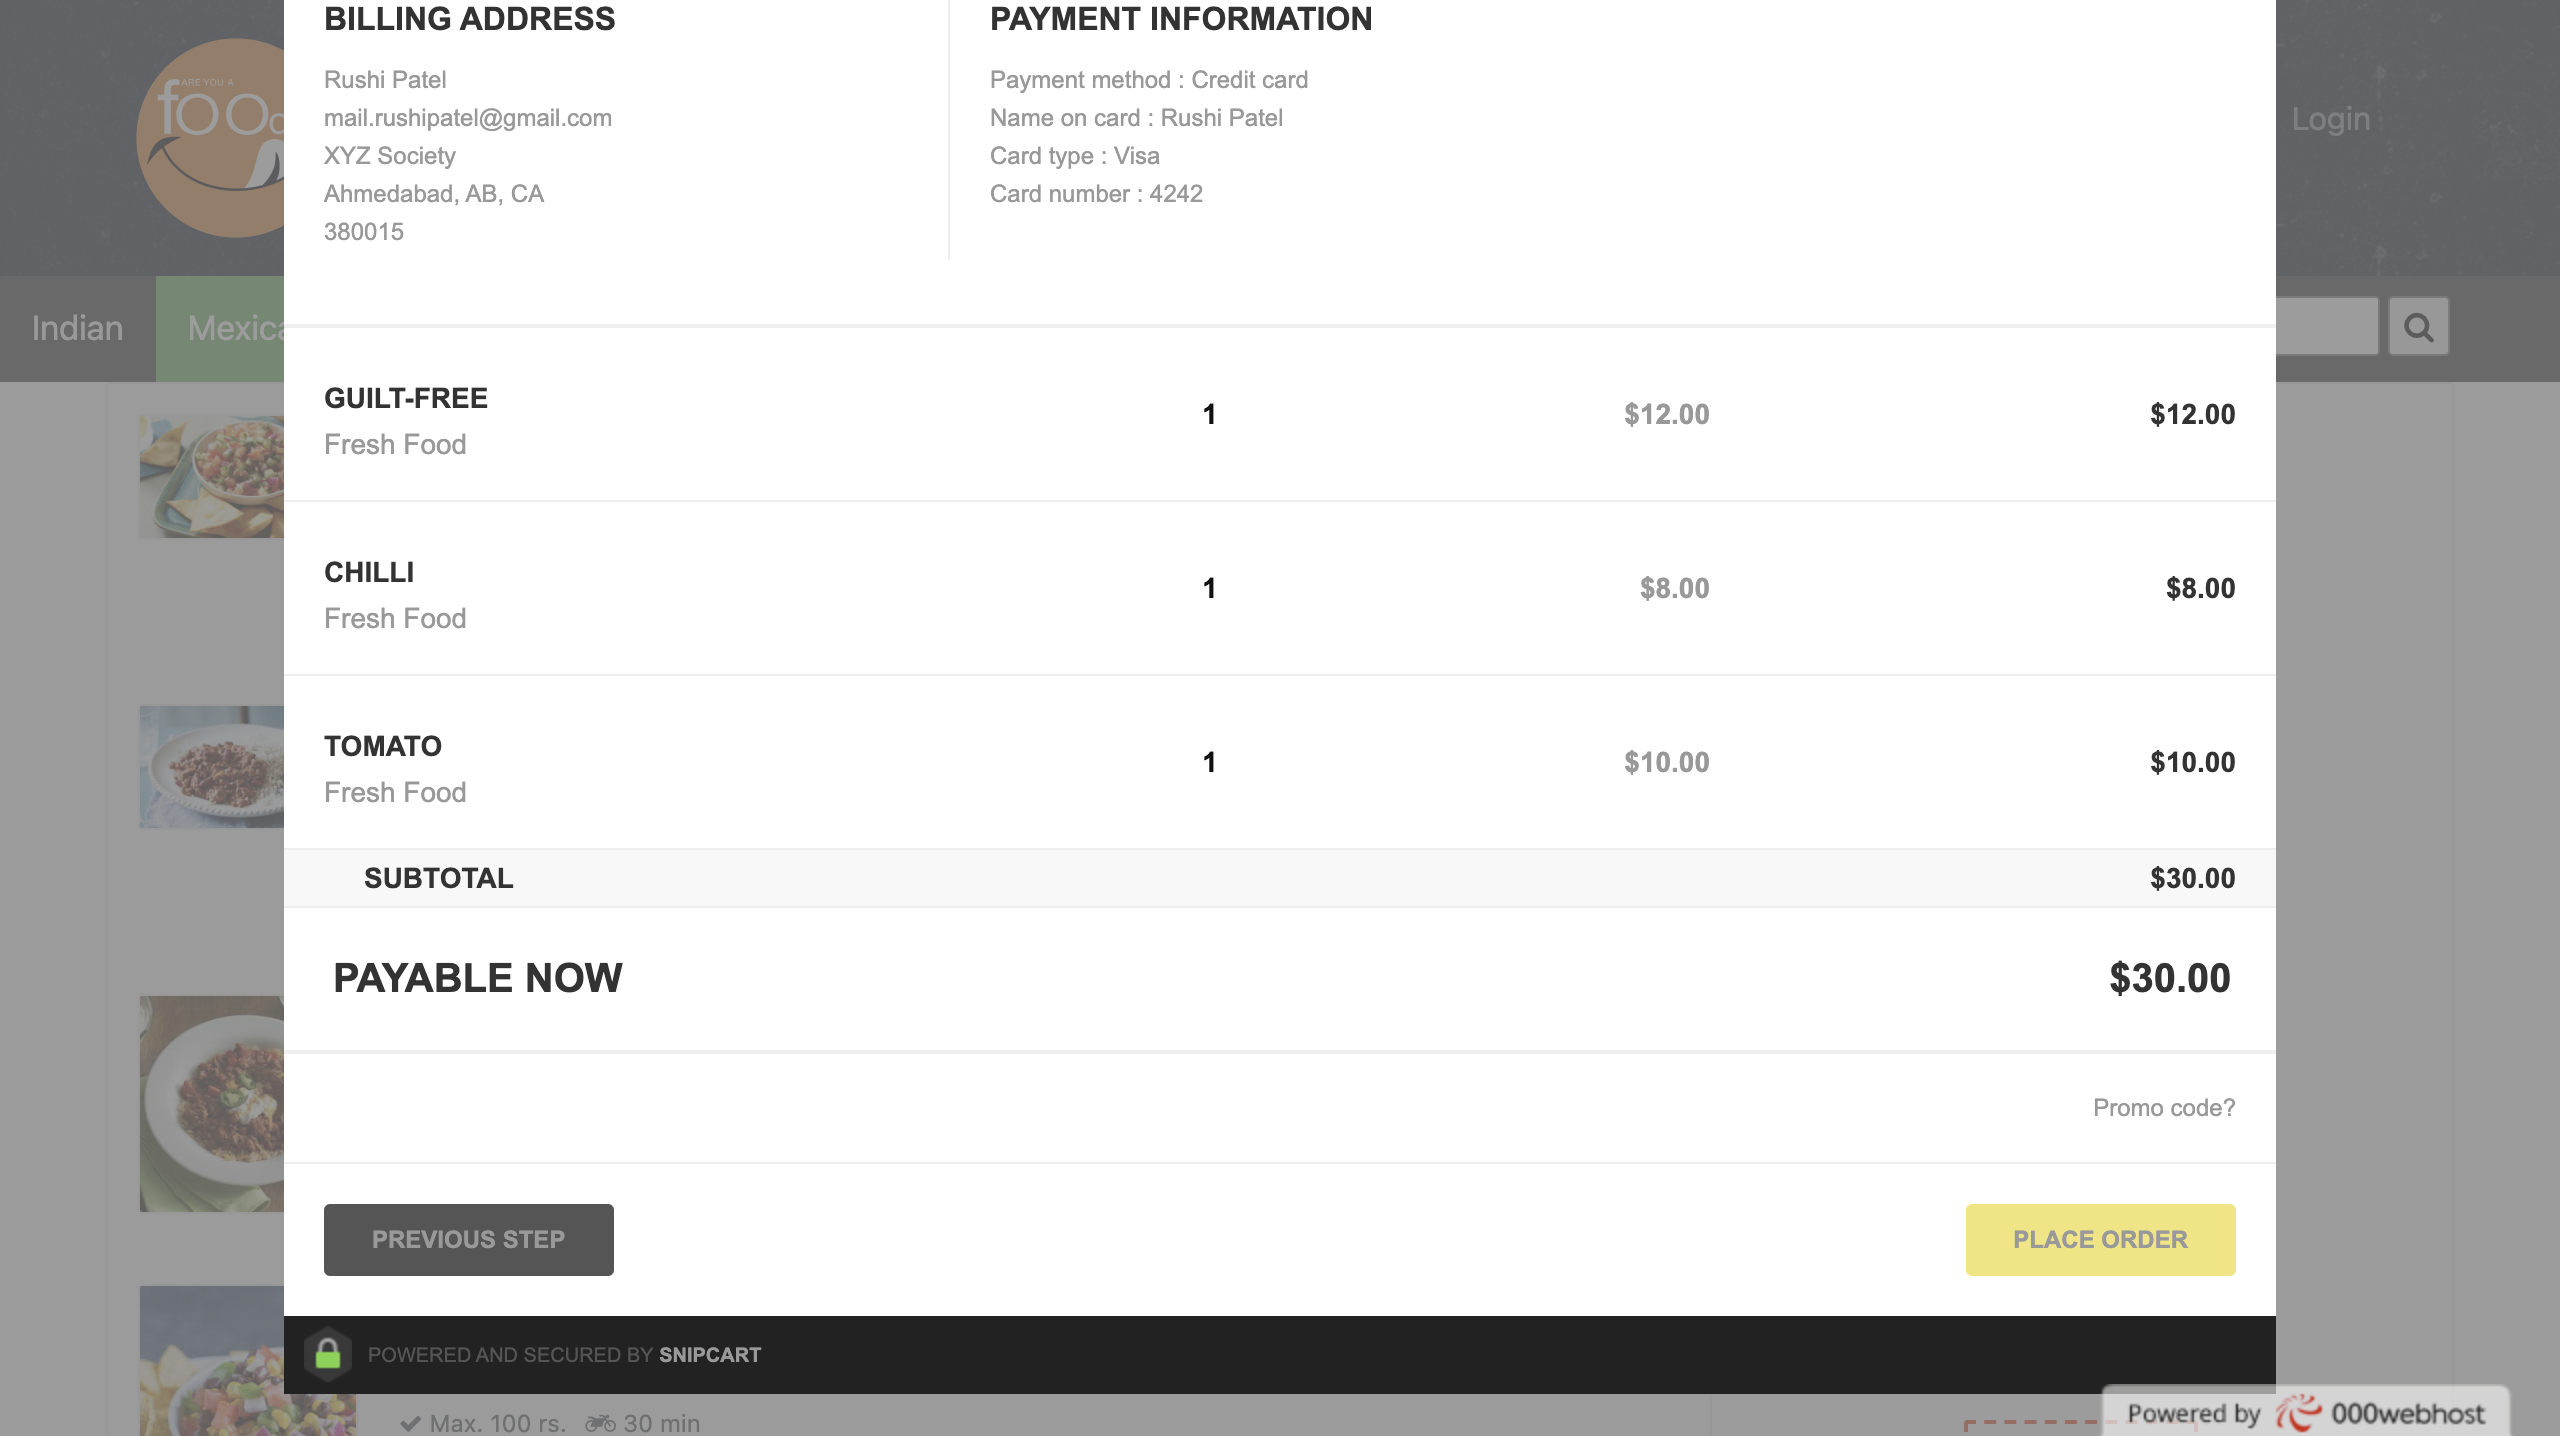 BILLING ADDRESS
Rushi Patel
mail.rushipatel@gmail.com
XYZ Society
Ahmedabad, AB, CA
380015
PAYMENT INFORMATION
Payment method : Credit card
Name on card : Rushi Patel
Card type : Visa
Card number : 4242
ARE YOU A
foo
Login
Indian
Mexica
GUILT-FREE
Fresh Food
1
$12.00
$12.00
CHILLI
Fresh Food
1
$8.00
$8.00
TOMATO
Fresh Food
1
$10.00
$10.00
SUBTOTAL
$30.00
PAYABLE NOW
$30.00
Promo code?
PREVIOUS STEP
PLACE ORDER
POWERED AND SECURED BY SNIPCART
Max. 100 rs. 30 min
Powered by 000webhost